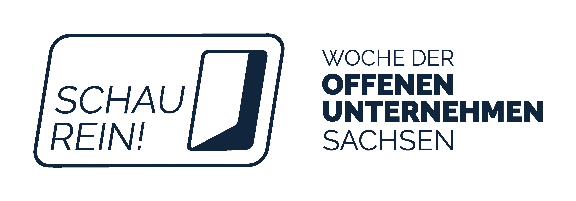 SCHAU
REIN!
WOCHE DER
OFFENEN
UNTERNEHMEN
SACHSEN